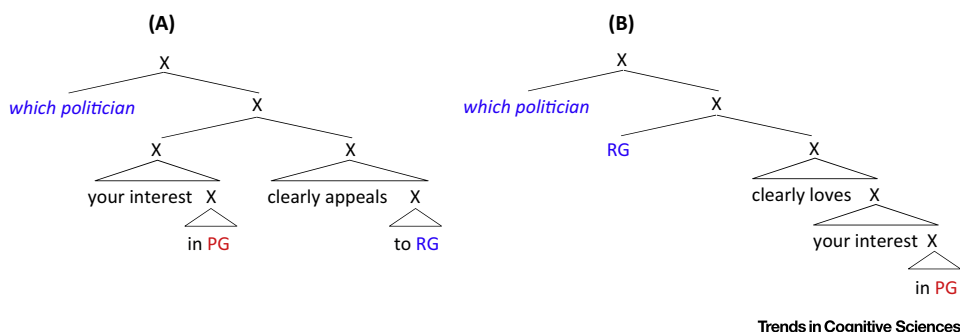 (A)
(B)
X
X
which politician
X
which politician
X
X
X
RG
X
your interest X
clearly appeals X
clearly loves X
in PG
to RG
your interest X
in PG
Trends in Cognitive Sciences